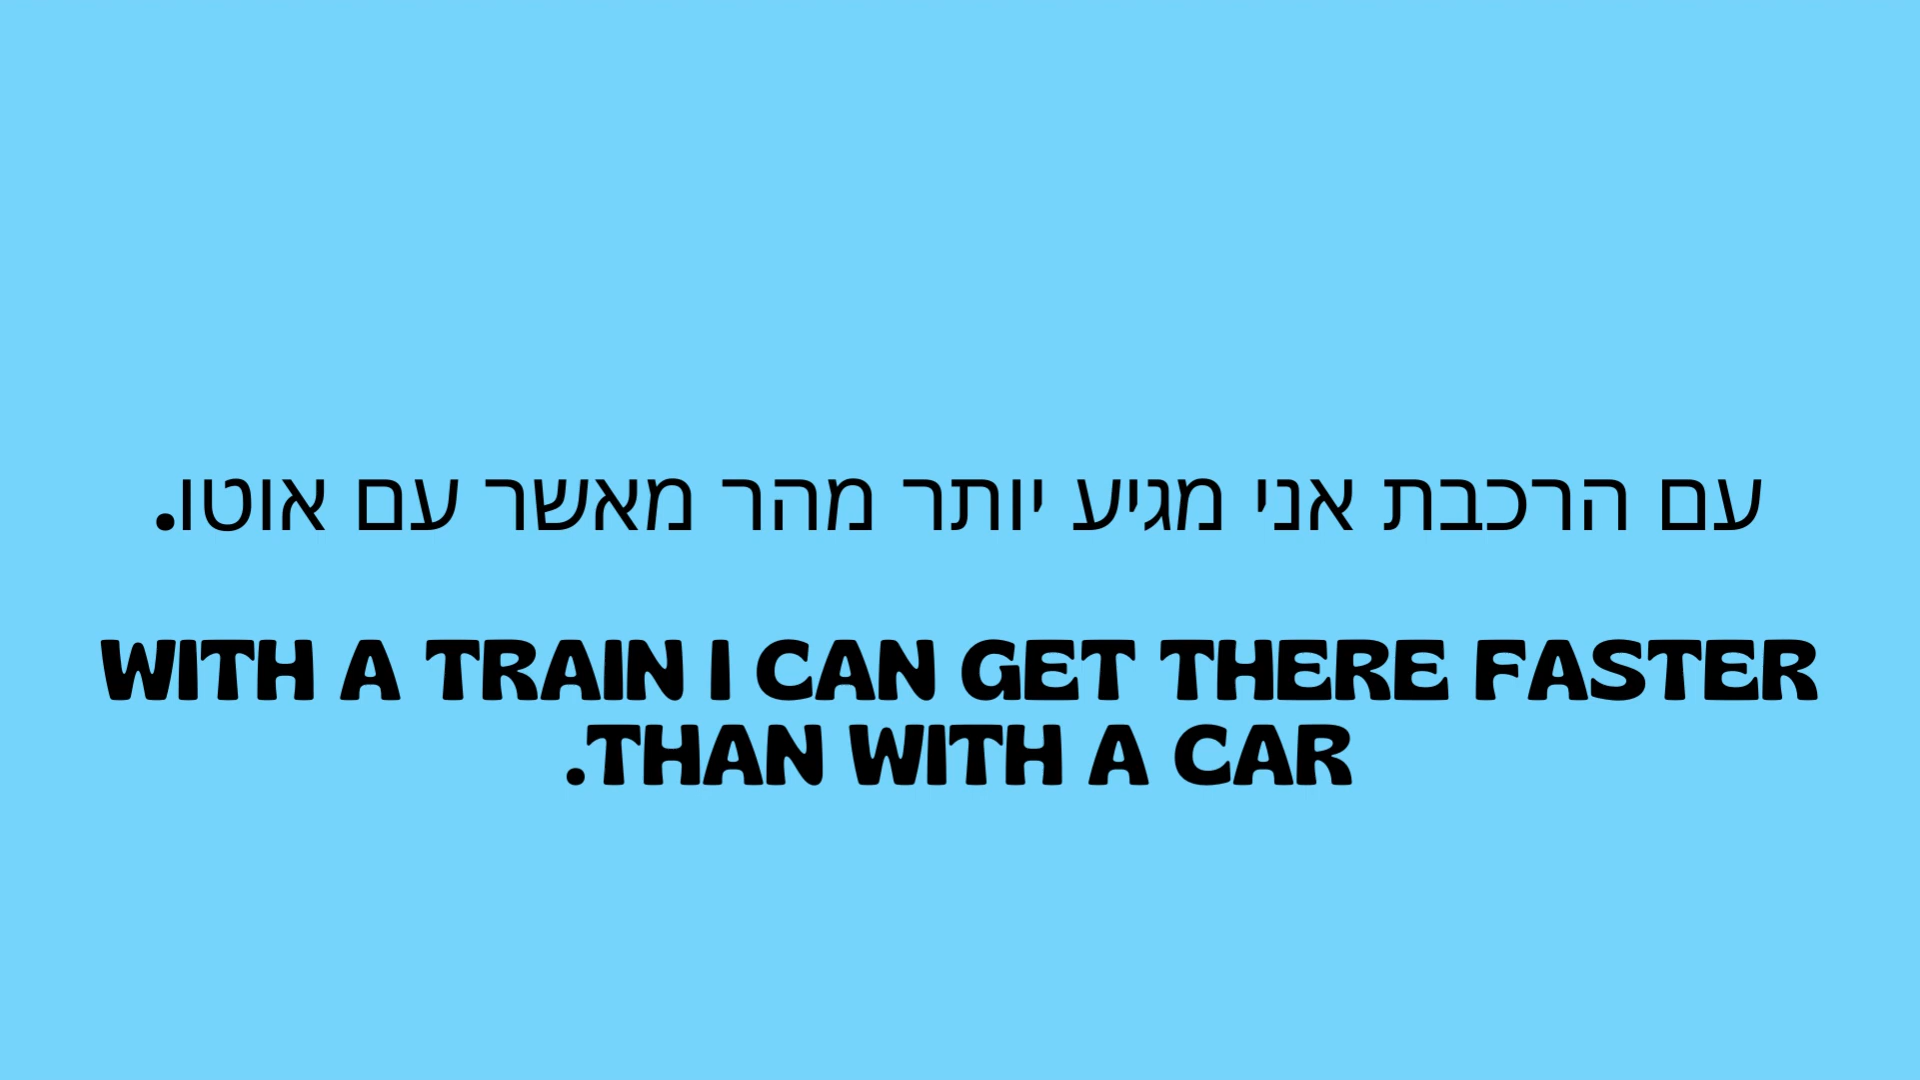 עם הרכבת אני מגיע יותר מהר מאשר עם אוטו.
WITH A TRAIN I CAN GET THERE FASTER
.THAN WITH A CAR